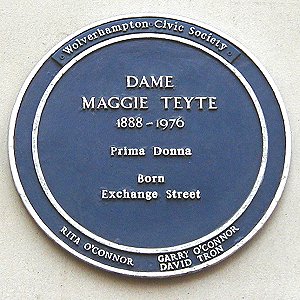 · Wolverhampton Civic Society ·
DAME
MAGGIE TEYTE
1888-1976
Prima Donna
Born
Exchange Street
RITA O'CONNOR
GARRY O'CONNOR
DAVID TRON